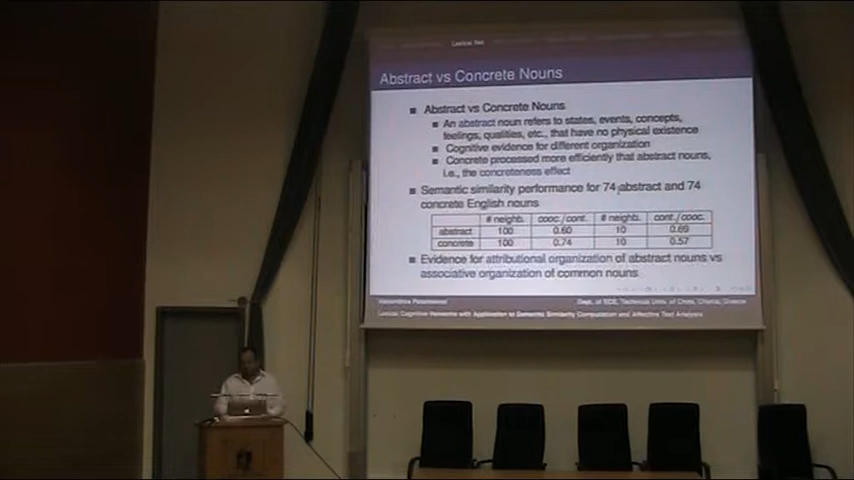 Lexical Net
Abstract vs Concrete Nouns
Abstract vs Concrete Nouns
An abstract noun refers to states, events, concepts,
feelings, qualities, etc., that have no physical existence
Cognitive evidence for different organization
Concrete processed more efficiently that abstract nouns,
i.e., the concreteness effect
Semantic similarity performance for 74 abstract and 74
concrete English nouns
# neighb. cooc./cont. # neighb. cont./cooc.
abstract 100 0.60 10 0.69
concrete 100 0.74 10 0.57
Evidence for attributional organization of abstract nouns vs
associative organization of common nouns
Dept. of ECE, Technical Univ. of Crete, Chania, Greece
Lexical Cognitive Networks with Application to Semantic Similarity Computation and Affective Text Analysis